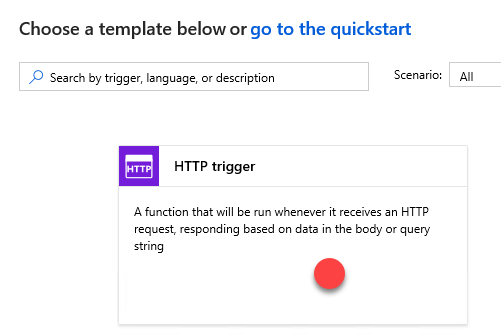 Choose a template below or go to the quickstart
Search by trigger, language, or description
Scenario: All
HTTP
HTTP trigger
A function that will be run whenever it receives an HTTP
request, responding based on data in the body or query
string